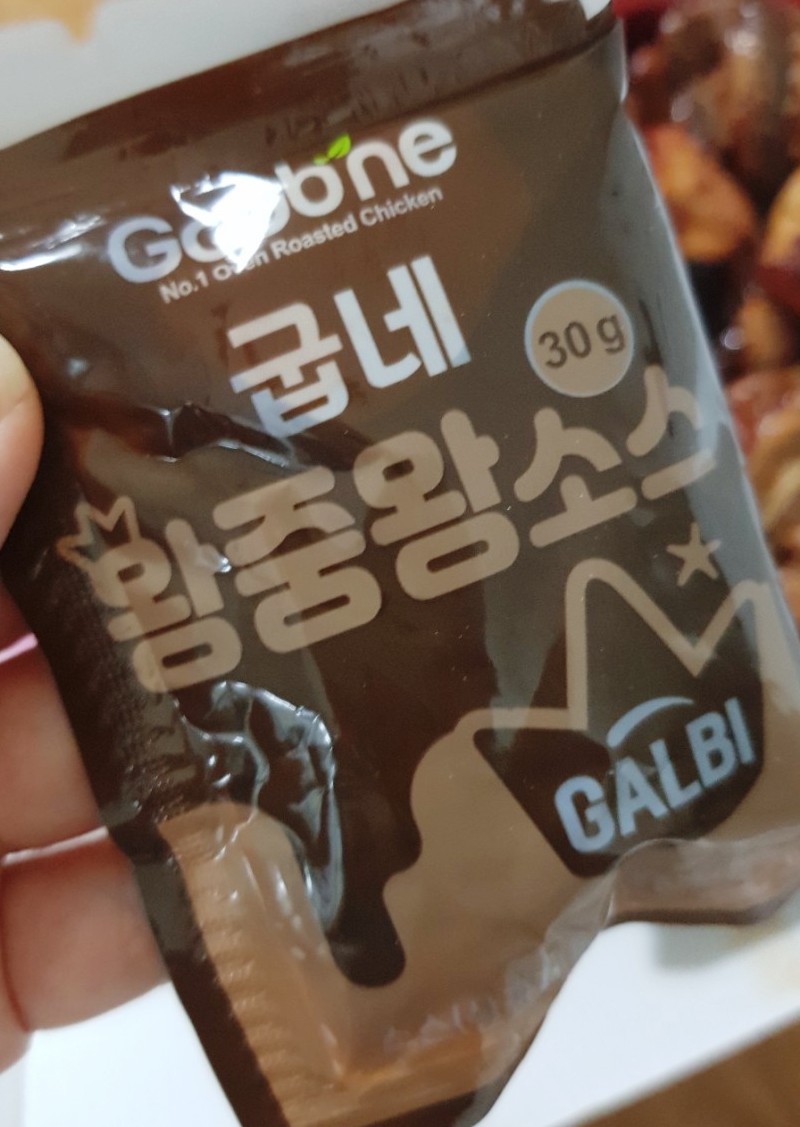 Goobne
No.1 Oven Roasted Chicken
굽네
30g
왕중왕소스
GALBI